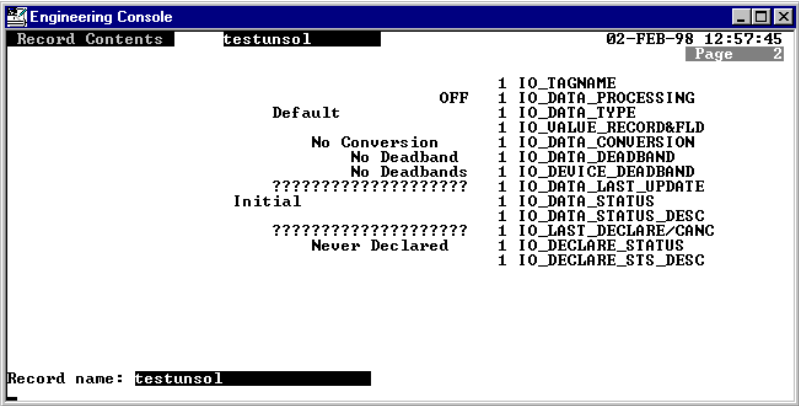 Engineering Console
Record Contents testunsol 02-FEB-98 12:57:45
Page 2
1 IO_TAGNAME
OFF 1 IO_DATA_PROCESSING
Default 1 IO_DATA_TYPE
1 IO_VALUE_RECORD&FLD
No Conversion 1 IO_DATA_CONVERSION
No Deadband 1 IO_DATA_DEADBAND
No Deadbands 1 IO_DEVICE_DEADBAND
???????????????????? 1 IO_DATA_LAST_UPDATE
Initial 1 IO_DATA_STATUS
1 IO_DATA_STATUS_DESC
???????????????????? 1 IO_LAST_DECLARE/CANC
Never Declared 1 IO_DECLARE_STATUS
1 IO_DECLARE_STS_DESC
Record name: testunsol